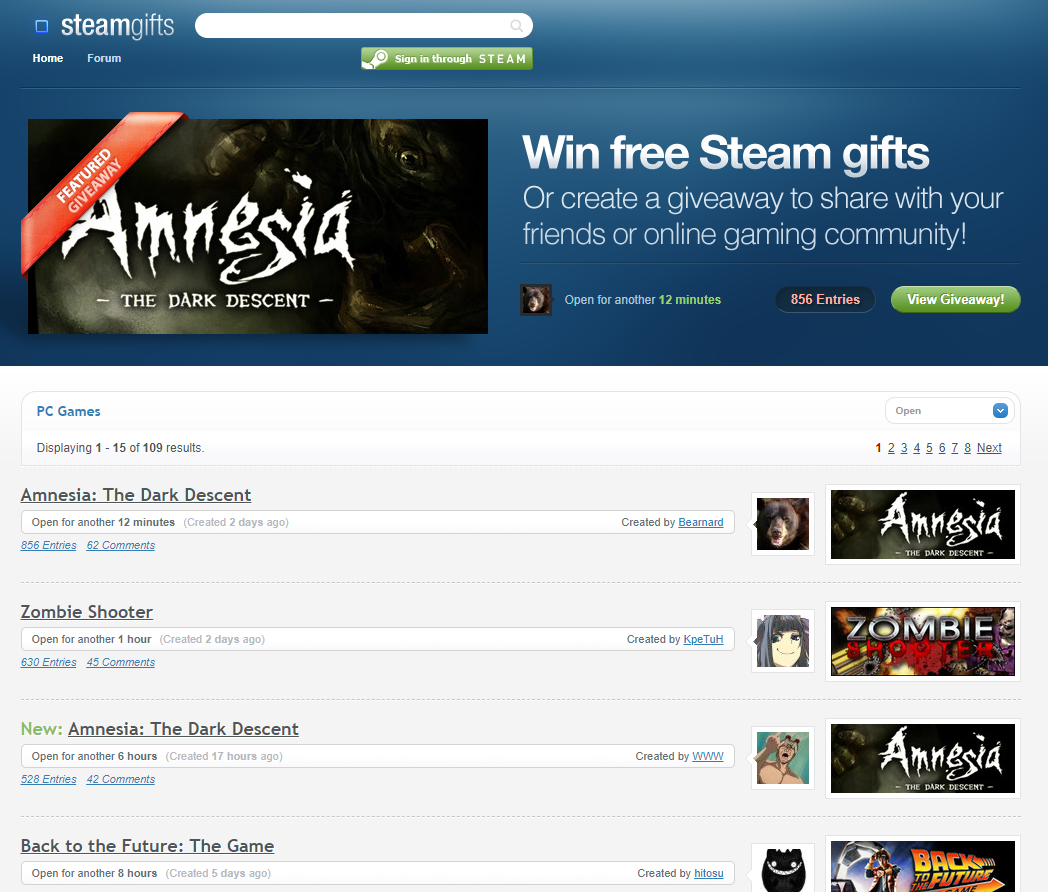 steamgifts
Home Forum
Sign in through STEAM
FEATURED
GIVEAWAY
Amnesia
– THE DARK DESCENT –
Win free Steam gifts
Or create a giveaway to share with your
friends or online gaming community!
Open for another 12 minutes 856 Entries View Giveaway!
PC Games Open
Displaying 1 - 15 of 109 results. 1 2 3 4 5 6 7 8 Next
Amnesia: The Dark Descent
Open for another 12 minutes (Created 2 days ago) Created by Bearnard
856 Entries 62 Comments
Amnesia
– THE DARK DESCENT –
Zombie Shooter
Open for another 1 hour (Created 2 days ago) Created by KpeTuH
630 Entries 45 Comments
ZOMBIE
SHOOTER
New: Amnesia: The Dark Descent
Open for another 6 hours (Created 17 hours ago) Created by WWW
528 Entries 42 Comments
Amnesia
– THE DARK DESCENT –
Back to the Future: The Game
Open for another 8 hours (Created 5 days ago) Created by hitosu
BACK
TO THE FUTURE
GAME